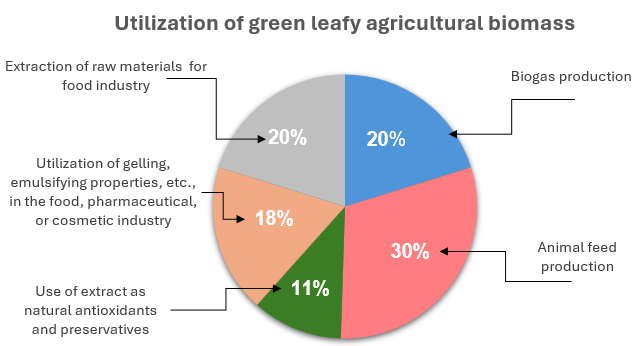 Utilization of green leafy agricultural biomass
Extraction of raw materials for
food industry
Biogas production
20%
20%
Utilization of gelling,
emulsifying properties, etc.,
in the food, pharmaceutical,
or cosmetic industry
18%
30%
Animal feed
production
Use of extract as
natural antioxidants
and preservatives
11%